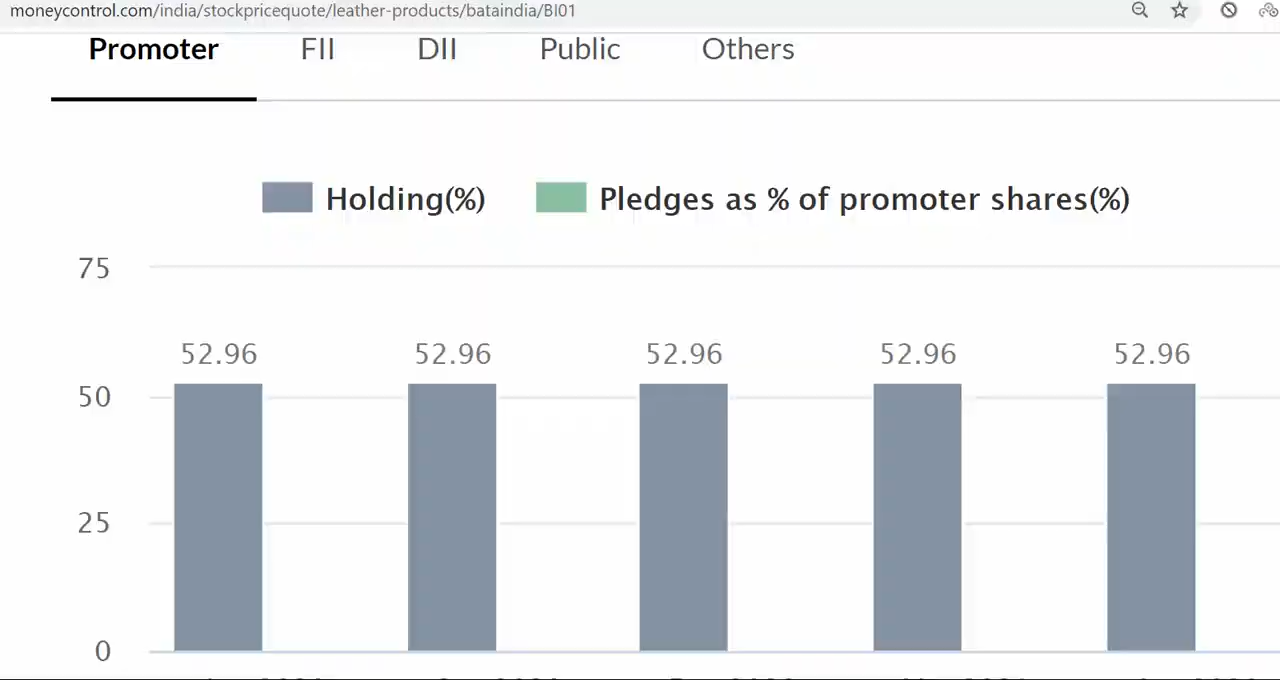 moneycontrol.com/india/stockpricequote/leather-products/bataindia/BI01
Promoter FII DII Public Others
Holding(%) Pledges as % of promoter shares(%)
75
52.96 52.96 52.96 52.96 52.96
50
25
0